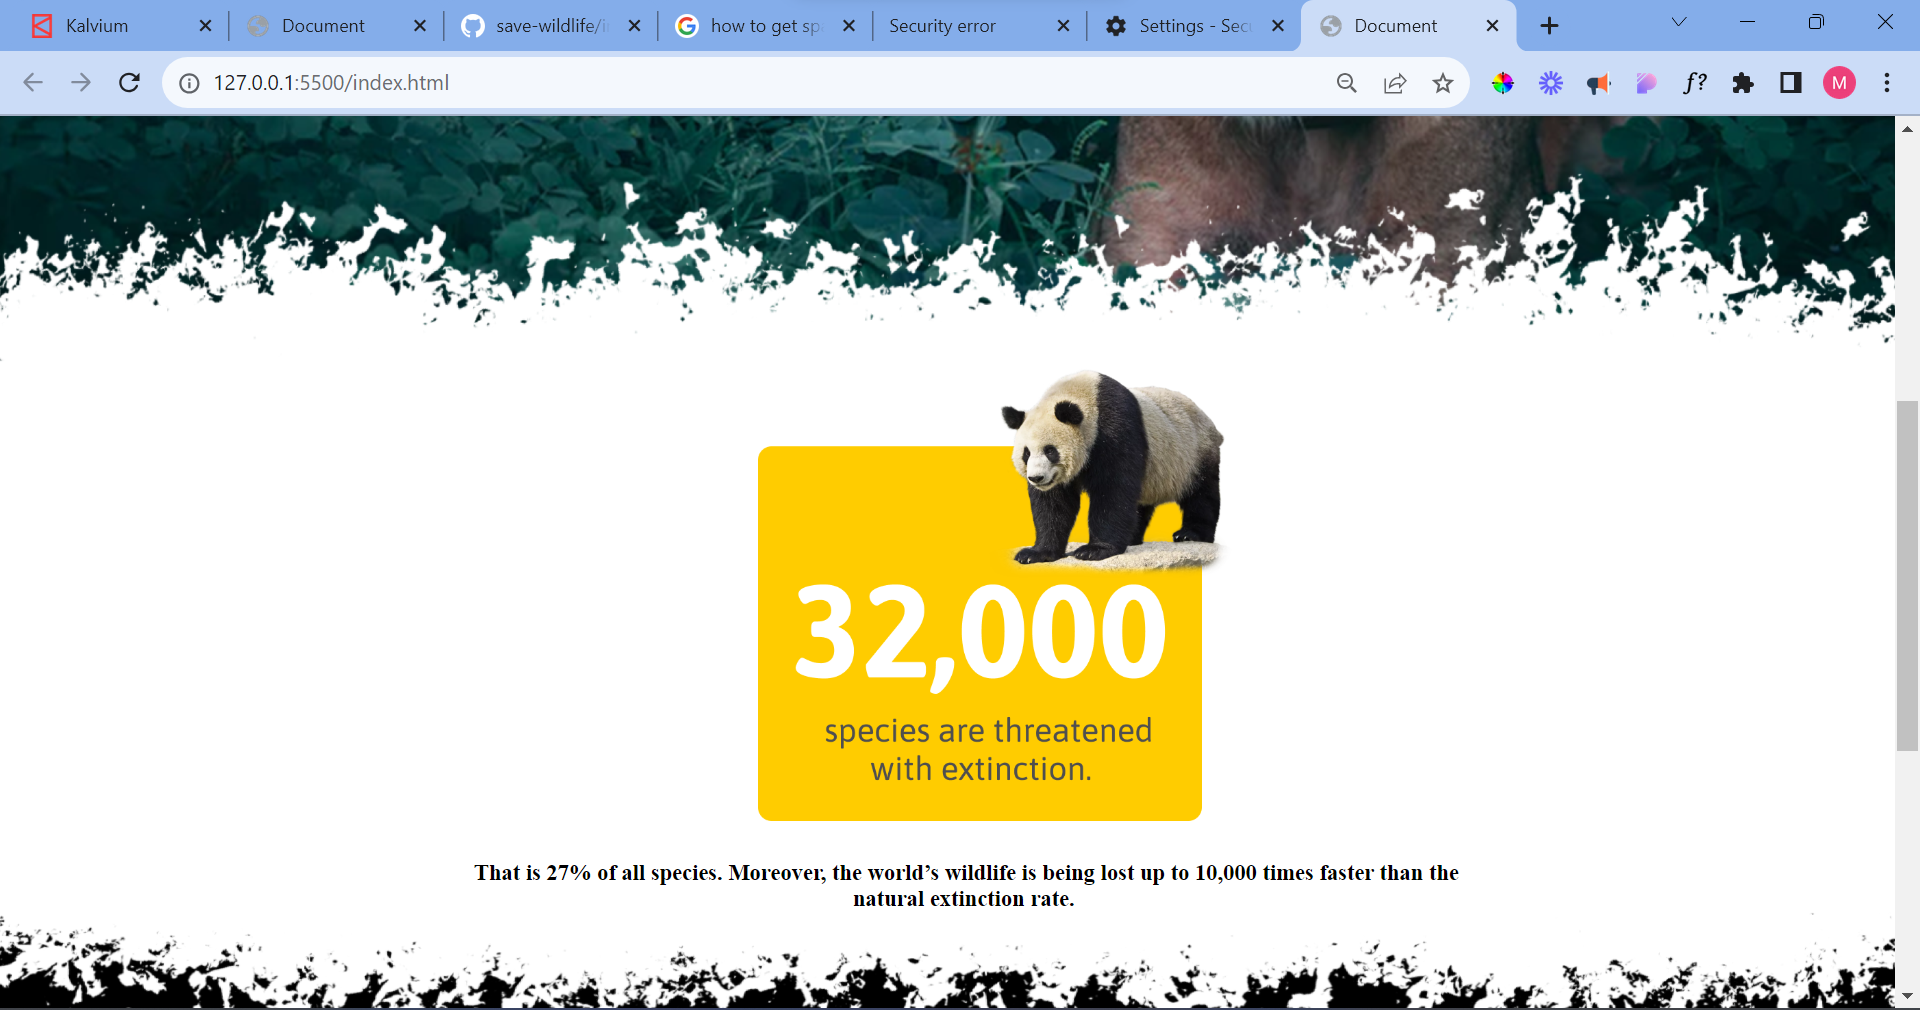 Kalvium
Document
save-wildlife/i
how to get sp
Security error
Settings - Secu
Document
127.0.0.1:5500/index.html
f?
M
32,000
species are threatened
with extinction.
That is 27% of all species. Moreover, the world’s wildlife is being lost up to 10,000 times faster than the
natural extinction rate.